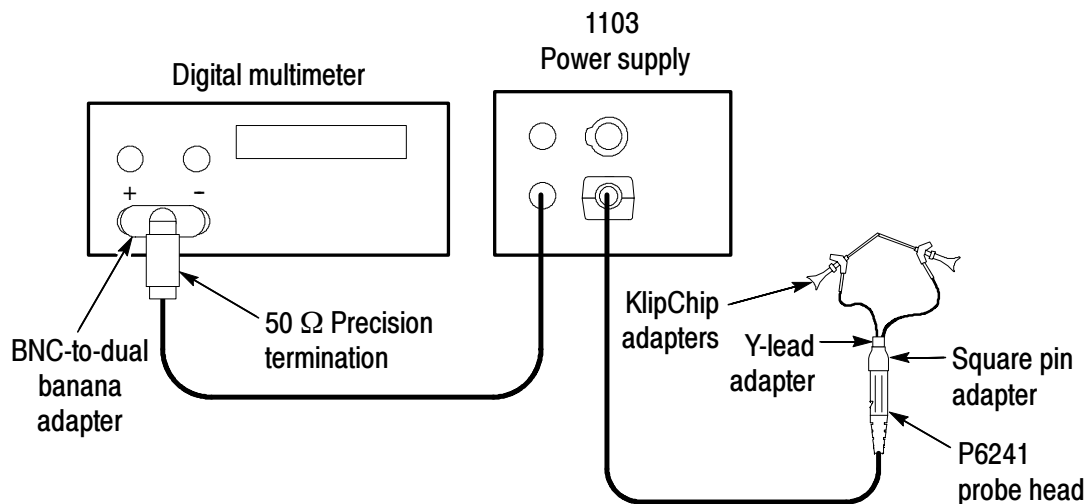 1103
Power supply
Digital multimeter
+ -
KlipChip
adapters
50 Ω Precision
termination
BNC-to-dual
banana
adapter
Y-lead
adapter
Square pin
adapter
P6241
probe head